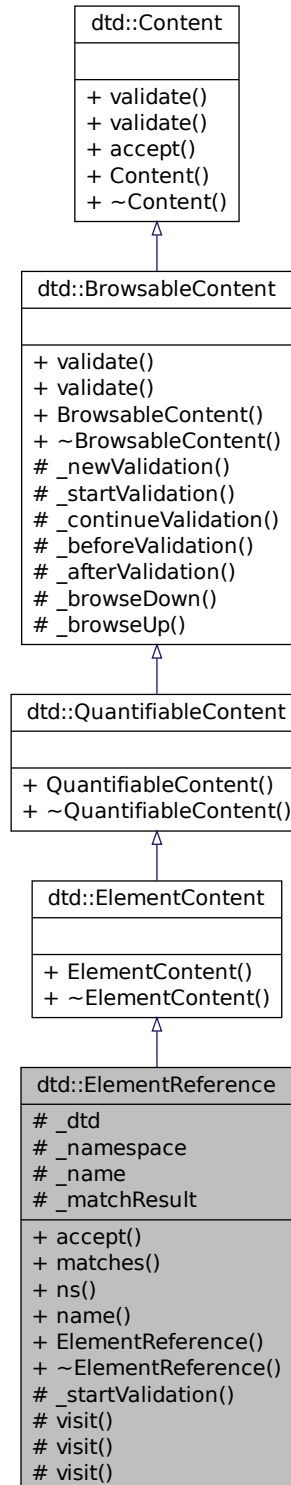 dtd::Content
+ validate()
+ validate()
+ accept()
+ Content()
+ ~Content()
dtd::BrowsableContent
+ validate()
+ validate()
+ BrowsableContent()
+ ~BrowsableContent()
# _newValidation()
# _startValidation()
# _continueValidation()
# _beforeValidation()
# _afterValidation()
# _browseDown()
# _browseUp()
dtd::QuantifiableContent
+ QuantifiableContent()
+ ~QuantifiableContent()
dtd::ElementContent
+ ElementContent()
+ ~ElementContent()
dtd::ElementReference
# _dtd
# _namespace
# _name
# _matchResult
+ accept()
+ matches()
+ ns()
+ name()
+ ElementReference()
+ ~ElementReference()
# _startValidation()
# visit()
# visit()
# visit()